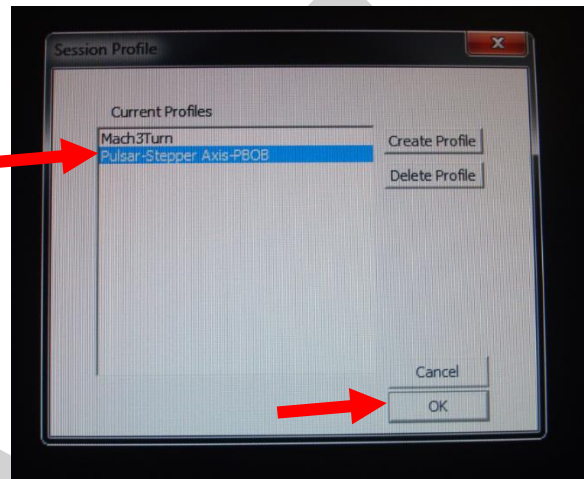 Session Profile
Current Profiles
Mach3Turn
Pulsar-Stepper Axis-PBOB
Create Profile
Delete Profile
Cancel
OK